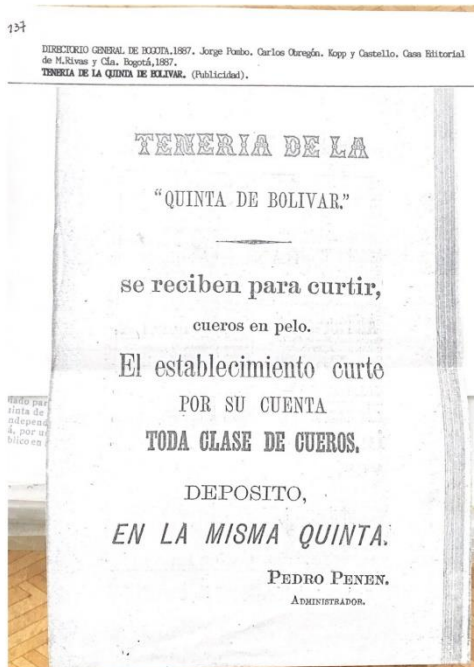 137
DIRECTORIO GENERAL DE BOGOTA.1887. Jorge Pombo. Carlos Obregón. Kopp y Castello. Casa Editorial
de M.Rivas y Cía. Bogotá,1887.
TENERIA DE LA QUINTA DE BOLIVAR. (Publicidad).
TENERIA DE LA
"QUINTA DE BOLIVAR."
se reciben para curtir,
cueros en pelo.
El establecimiento curte
POR SU CUENTA
TODA CLASE DE CUEROS.
DEPOSITO,
EN LA MISMA QUINTA.
PEDRO PENEN.
ADMINISTRADOR.